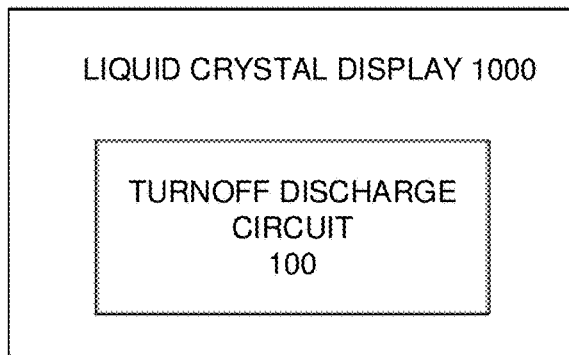 LIQUID CRYSTAL DISPLAY 1000
TURNOFF DISCHARGE
CIRCUIT
100